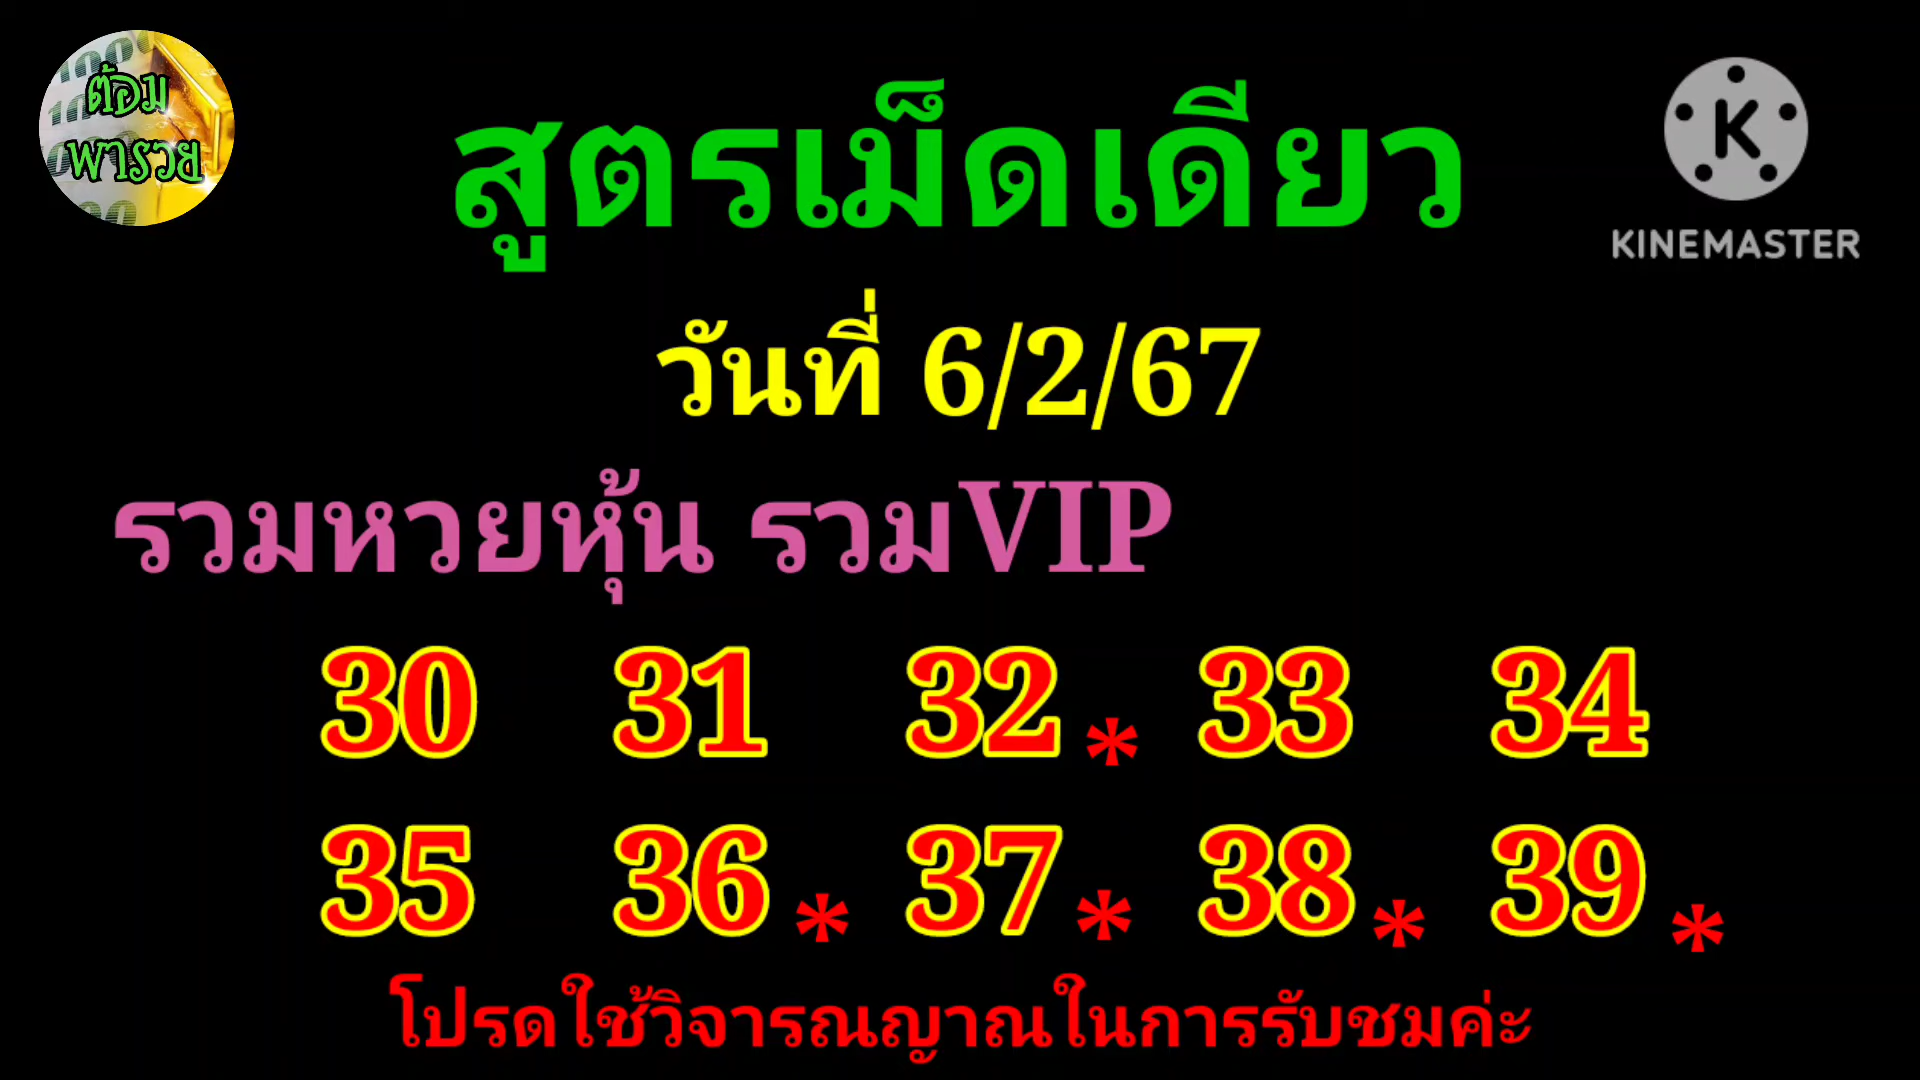 ต้อม
พารวย
สูตรเม็ดเดียว
K
KINEMASTER
วันที่ 6/2/67
รวมหวยหุ้น รวมVIP
30 31 32 * 33 34
35 36 * 37 * 38 * 39 *
โปรดใช้วิจารณญาณในการรับชมค่ะ